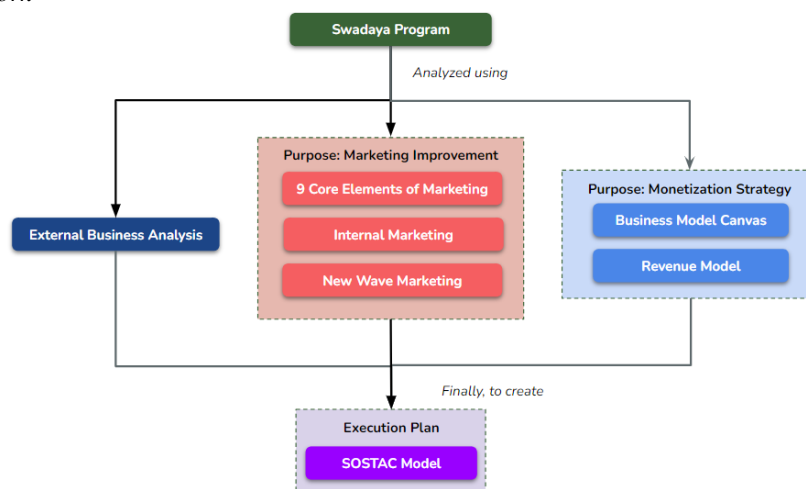 Swadaya Program
Analyzed using
Purpose: Marketing Improvement
9 Core Elements of Marketing
Internal Marketing
New Wave Marketing
External Business Analysis
Purpose: Monetization Strategy
Business Model Canvas
Revenue Model
Finally, to create
Execution Plan
SOSTAC Model